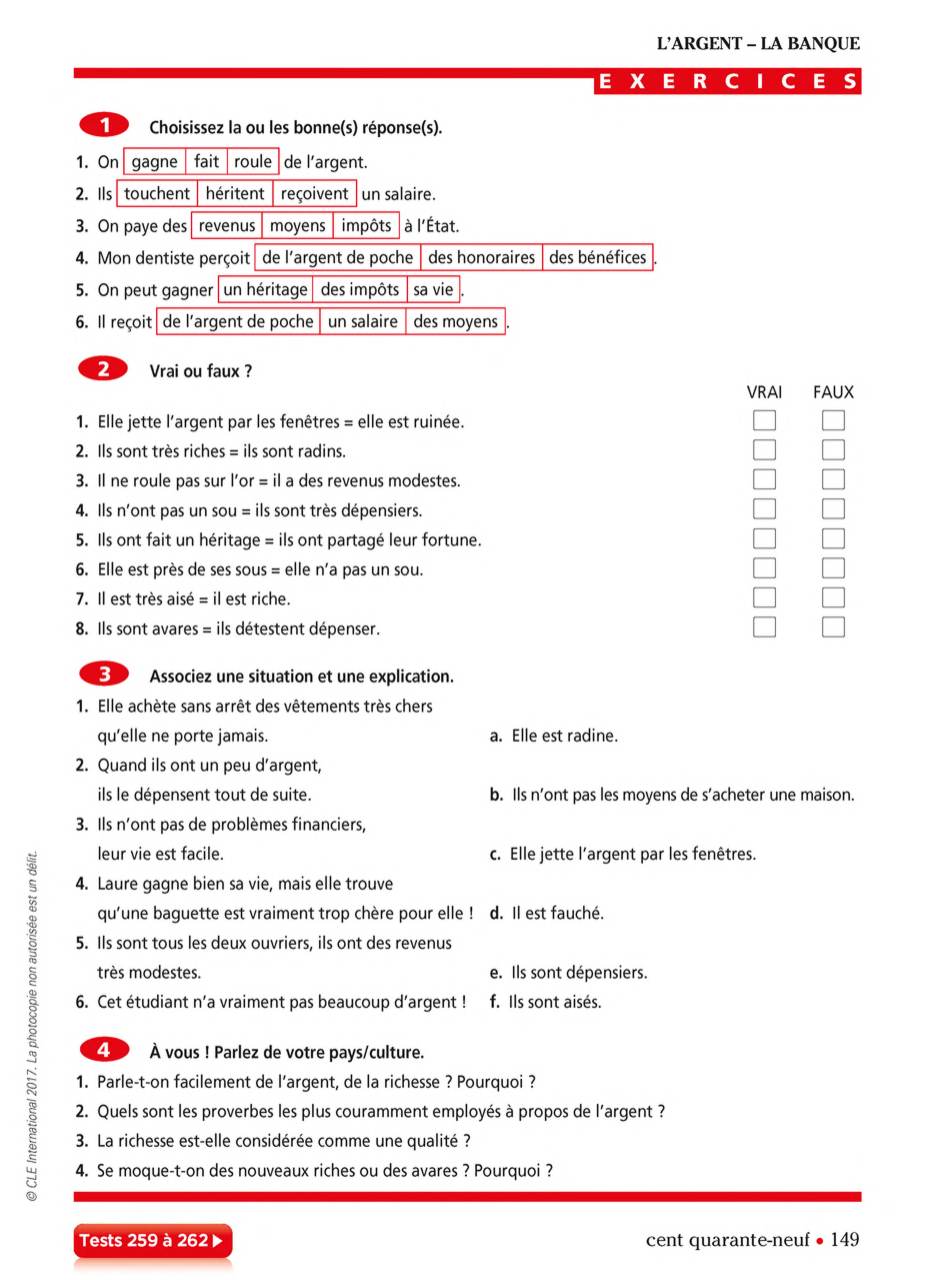 L'ARGENT – LA BANQUE
EXERCICES
1 Choisissez la ou les bonne(s) réponse(s).
1. On gagne fait roule de l'argent.
2. Ils touchent héritent reçoivent un salaire.
3. On paye des revenus moyens impôts à l'État.
4. Mon dentiste perçoit de l'argent de poche des honoraires des bénéfices.
5. On peut gagner un héritage des impôts sa vie.
6. Il reçoit de l'argent de poche un salaire des moyens.
2 Vrai ou faux ?
VRAI FAUX
1. Elle jette l'argent par les fenêtres = elle est ruinée.
2. Ils sont très riches = ils sont radins.
3. Il ne roule pas sur l'or = il a des revenus modestes.
4. Ils n'ont pas un sou = ils sont très dépensiers.
5. Ils ont fait un héritage = ils ont partagé leur fortune.
6. Elle est près de ses sous = elle n'a pas un sou.
7. Il est très aisé = il est riche.
8. Ils sont avares = ils détestent dépenser.
3 Associez une situation et une explication.
1. Elle achète sans arrêt des vêtements très chers
qu'elle ne porte jamais. a. Elle est radine.
2. Quand ils ont un peu d'argent,
ils le dépensent tout de suite. b. Ils n'ont pas les moyens de s'acheter une maison.
3. Ils n'ont pas de problèmes financiers,
leur vie est facile. c. Elle jette l'argent par les fenêtres.
4. Laure gagne bien sa vie, mais elle trouve
qu'une baguette est vraiment trop chère pour elle ! d. Il est fauché.
5. Ils sont tous les deux ouvriers, ils ont des revenus
très modestes. e. Ils sont dépensiers.
6. Cet étudiant n'a vraiment pas beaucoup d'argent ! f. Ils sont aisés.
4 À vous ! Parlez de votre pays/culture.
1. Parle-t-on facilement de l'argent, de la richesse ? Pourquoi ?
2. Quels sont les proverbes les plus couramment employés à propos de l'argent ?
3. La richesse est-elle considérée comme une qualité ?
4. Se moque-t-on des nouveaux riches ou des avares ? Pourquoi ?
© CLE International 2017. La photocopie non autorisée est un délit.
Tests 259 à 262
cent quarante-neuf • 149